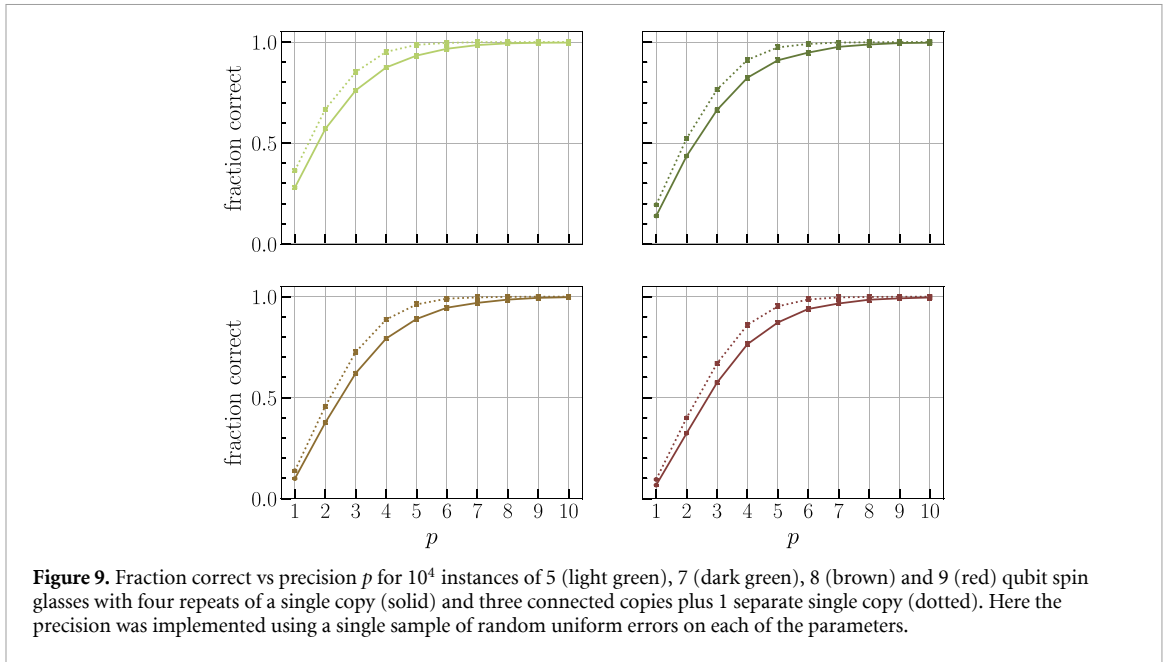 1.0
0.5
0.0
fraction correct
1.0
0.5
0.0
fraction correct
1 2 3 4 5 6 7 8 9 10
p
1 2 3 4 5 6 7 8 9 10
p
Figure 9. Fraction correct vs precision p for 10⁴ instances of 5 (light green), 7 (dark green), 8 (brown) and 9 (red) qubit spin
glasses with four repeats of a single copy (solid) and three connected copies plus 1 separate single copy (dotted). Here the
precision was implemented using a single sample of random uniform errors on each of the parameters.